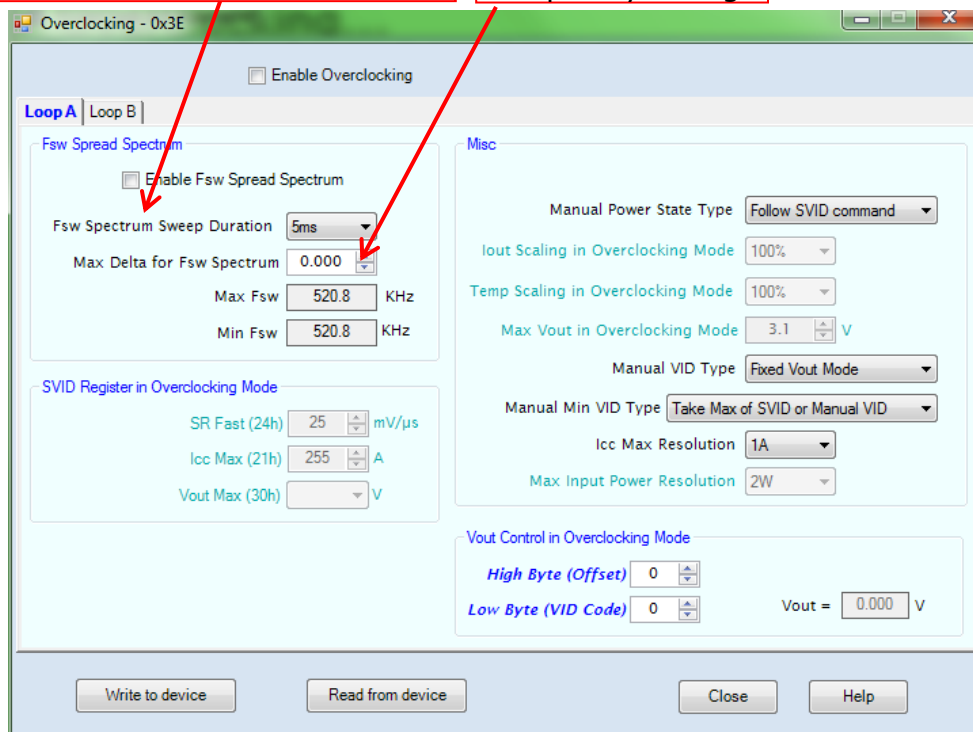 Overclocking - 0x3E
Enable Overclocking
Loop A
Loop B
Fsw Spread Spectrum
Enable Fsw Spread Spectrum
Fsw Spectrum Sweep Duration 5ms
Max Delta for Fsw Spectrum 0.000
Max Fsw 520.8 KHz
Min Fsw 520.8 KHz
SVID Register in Overclocking Mode
SR Fast (24h) 25 mV/µs
Icc Max (21h) 255 A
Vout Max (30h) V
Misc
Manual Power State Type Follow SVID command
Iout Scaling in Overclocking Mode 100%
Temp Scaling in Overclocking Mode 100%
Max Vout in Overclocking Mode 3.1 V
Manual VID Type Fixed Vout Mode
Manual Min VID Type Take Max of SVID or Manual VID
Icc Max Resolution 1A
Max Input Power Resolution 2W
Vout Control in Overclocking Mode
High Byte (Offset) 0
Low Byte (VID Code) 0
Vout = 0.000 V
Write to device
Read from device
Close
Help